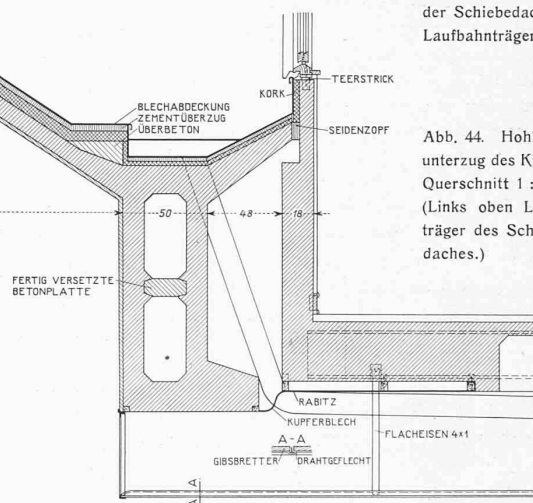 der Schiebedac
Laufbahnträger
TEERSTRICK
KORK
BLECHABDECKUNG
ZEMENTÜBERZUG
ÜBERBETON
SEIDENZOPF
Abb. 44. Hohl
unterzug des K
Querschnitt 1 :
(Links oben L
träger des Sch
daches.)
50 48 18
FERTIG VERSETZTE
BETONPLATTE
RABITZ
KUPFERBLECH
A-A
FLACHEISEN 4x1
GIBSBRETTER DRAHTGEFLECHT
A
A